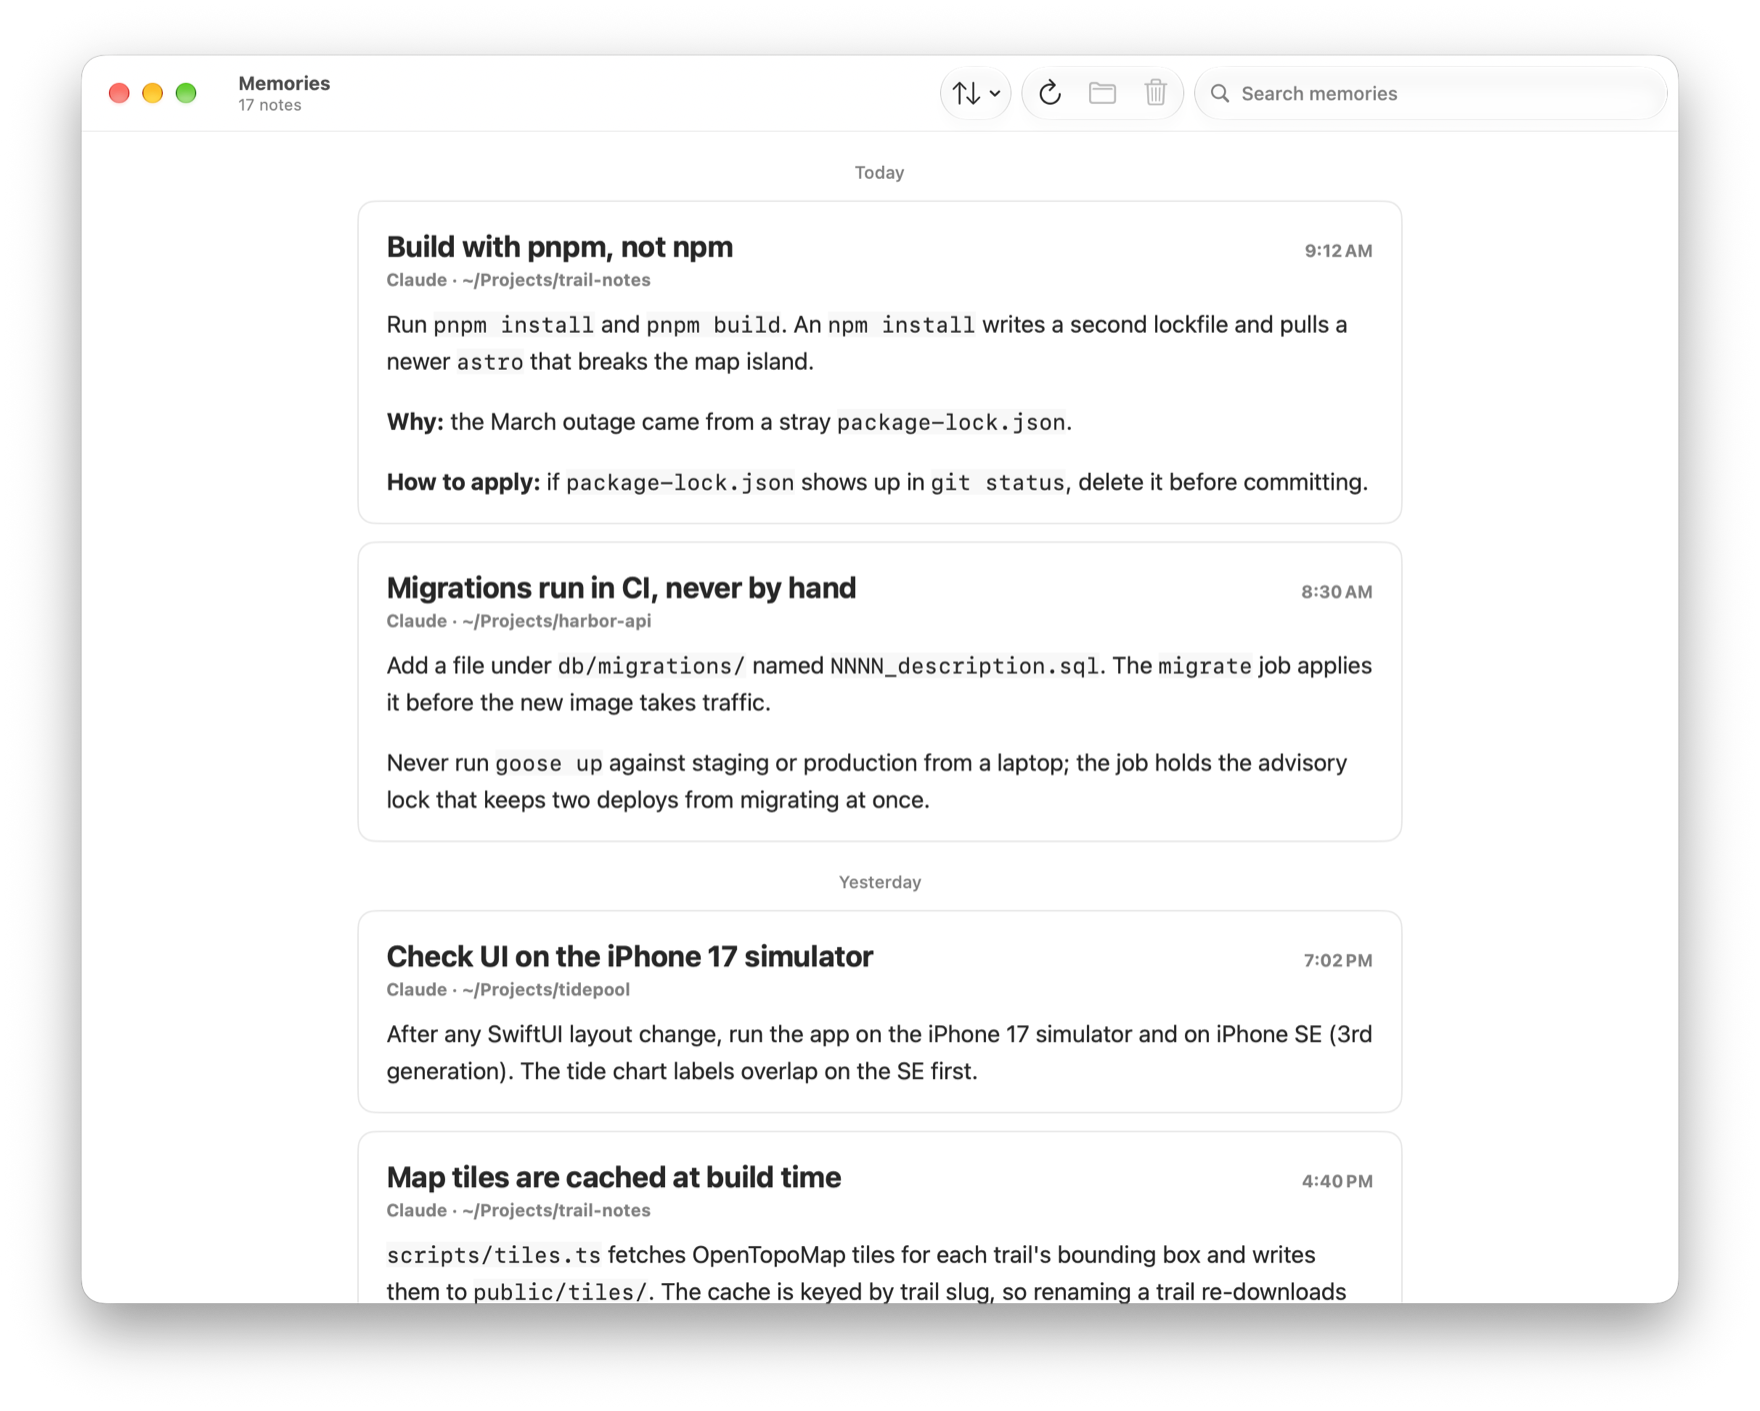 Memories
17 notes
Search memories
Today
Build with pnpm, not npm
9:12 AM
Claude · ~/Projects/trail-notes
Run pnpm install and pnpm build. An npm install writes a second lockfile and pulls a
newer astro that breaks the map island.
Why: the March outage came from a stray package-lock.json.
How to apply: if package-lock.json shows up in git status, delete it before committing.
Migrations run in CI, never by hand
8:30 AM
Claude · ~/Projects/harbor-api
Add a file under db/migrations/ named NNNN_description.sql. The migrate job applies
it before the new image takes traffic.
Never run goose up against staging or production from a laptop; the job holds the advisory
lock that keeps two deploys from migrating at once.
Yesterday
Check UI on the iPhone 17 simulator
7:02 PM
Claude · ~/Projects/tidepool
After any SwiftUI layout change, run the app on the iPhone 17 simulator and on iPhone SE (3rd
generation). The tide chart labels overlap on the SE first.
Map tiles are cached at build time
4:40 PM
Claude · ~/Projects/trail-notes
scripts/tiles.ts fetches OpenTopoMap tiles for each trail's bounding box and writes
them to public/tiles/. The cache is keyed by trail slug, so renaming a trail re-downloads